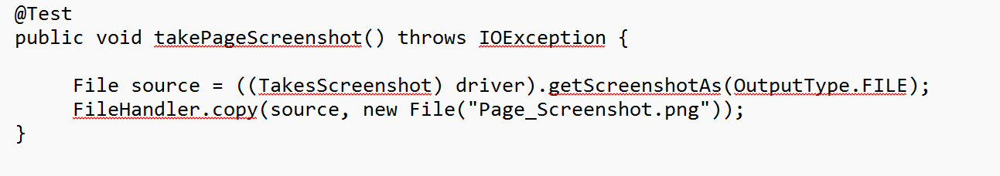 @Test
public void takePageScreenshot() throws IOException {
File source = ((TakesScreenshot) driver).getScreenshotAs(OutputType.FILE);
FileHandler.copy(source, new File("Page_Screenshot.png"));
}